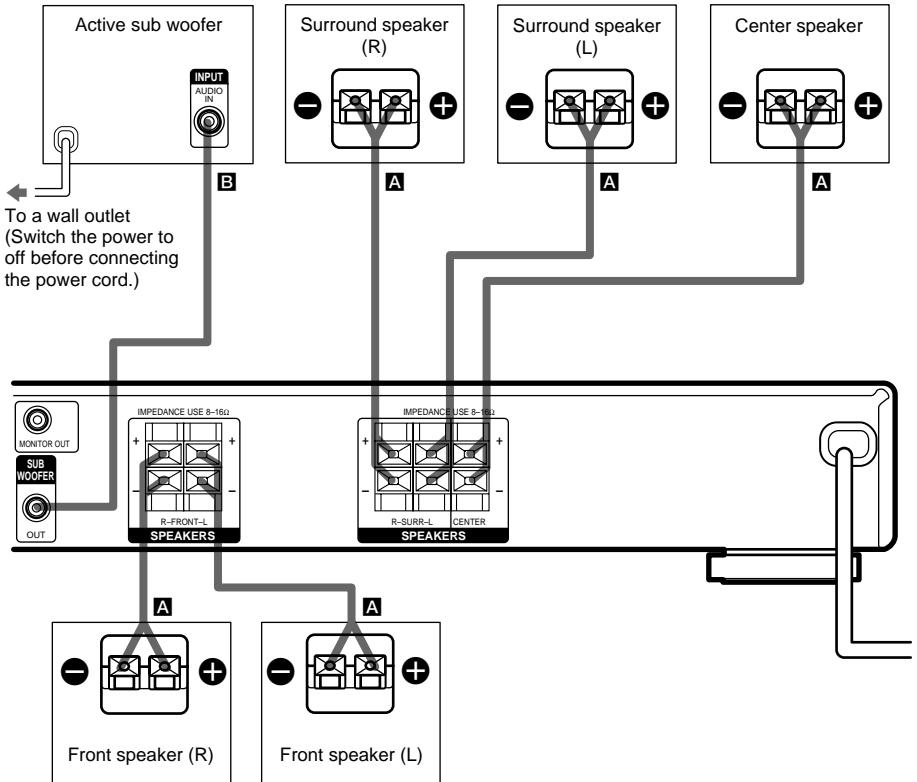 Active sub woofer
INPUT
AUDIO
IN
Surround speaker
(R)
− +
Surround speaker
(L)
− +
Center speaker
− +
B
A
A
A
To a wall outlet
(Switch the power to
off before connecting
the power cord.)
MONITOR OUT
SUB
WOOFER
OUT
IMPEDANCE USE 8–16Ω
+ +
− −
R–FRONT–L
SPEAKERS
IMPEDANCE USE 8–16Ω
+ +
− −
R–SURR–L CENTER
SPEAKERS
A
A
− +
Front speaker (R)
− +
Front speaker (L)